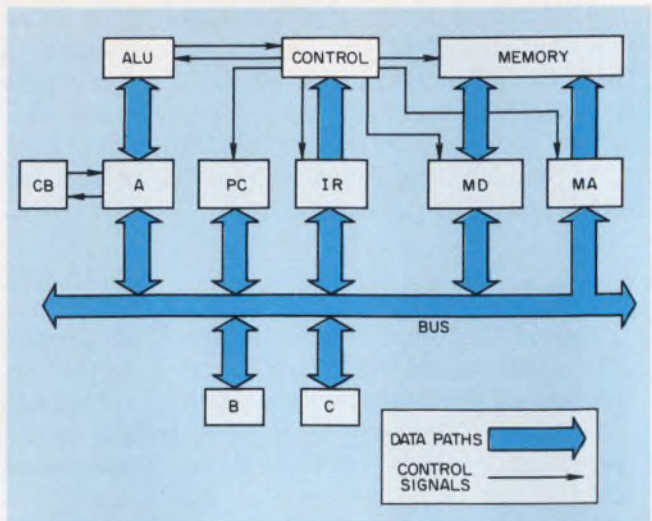 ALU
CONTROL
MEMORY
CB
A
PC
IR
MD
MA
BUS
B
C
DATA PATHS
CONTROL
SIGNALS